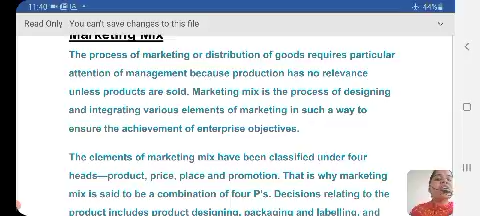 11:40
44%
Read Only - You can't save changes to this file
Marketing Mix
The process of marketing or distribution of goods requires particular
attention of management because production has no relevance
unless products are sold. Marketing mix is the process of designing
and integrating various elements of marketing in such a way to
ensure the achievement of enterprise objectives.
The elements of marketing mix have been classified under four
heads—product, price, place and promotion. That is why marketing
mix is said to be a combination of four P's. Decisions relating to the
product includes product designing, packaging and labelling, and